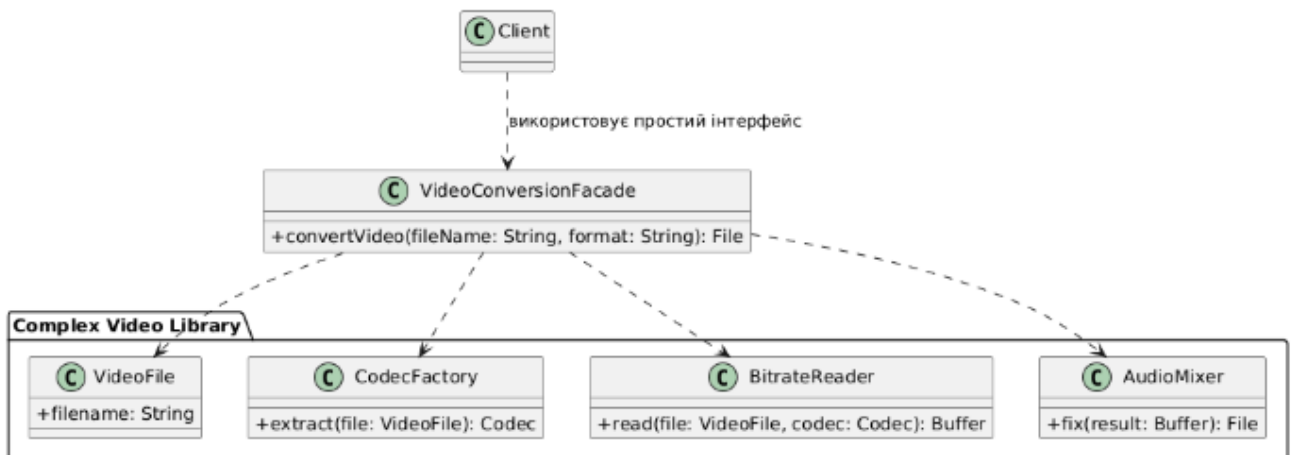 C Client
використовує простий інтерфейс
C VideoConversionFacade
+convertVideo(fileName: String, format: String): File
Complex Video Library
C VideoFile
+filename: String
C CodecFactory
+extract(file: VideoFile): Codec
C BitrateReader
+read(file: VideoFile, codec: Codec): Buffer
C AudioMixer
+fix(result: Buffer): File